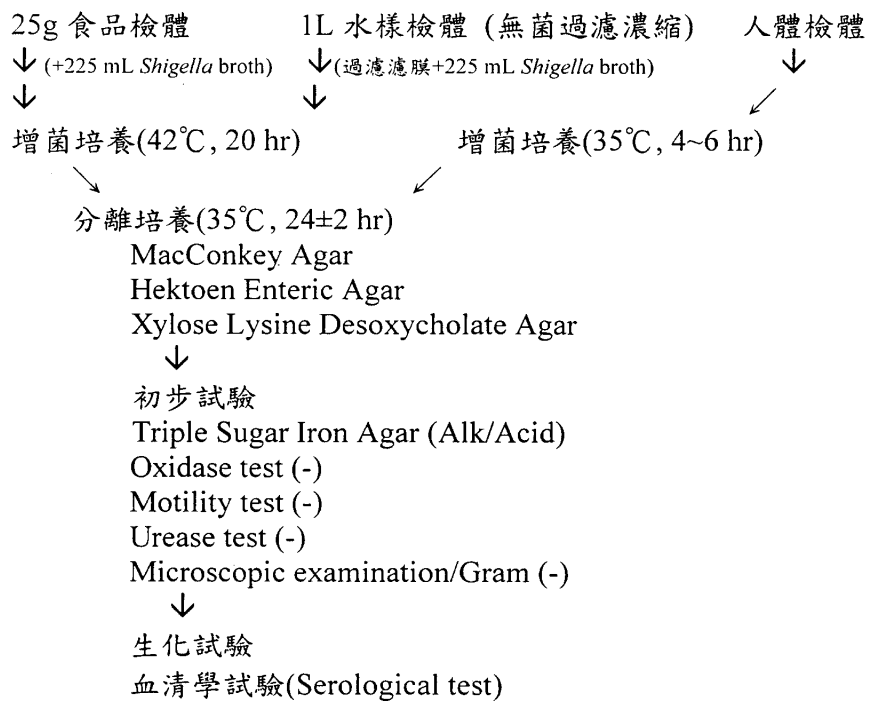 25g 食品檢體 1L 水樣檢體 (無菌過濾濃縮) 人體檢體
↓(+225 mL Shigella broth) ↓(過濾濾膜+225 mL Shigella broth) ↓
↓ ↓ ↙
增菌培養(42℃, 20 hr) 增菌培養(35℃, 4~6 hr)
↘ ↙
分離培養(35℃, 24±2 hr)
MacConkey Agar
Hektoen Enteric Agar
Xylose Lysine Desoxycholate Agar
↓
初步試驗
Triple Sugar Iron Agar (Alk/Acid)
Oxidase test (-)
Motility test (-)
Urease test (-)
Microscopic examination/Gram (-)
↓
生化試驗
血清學試驗(Serological test)